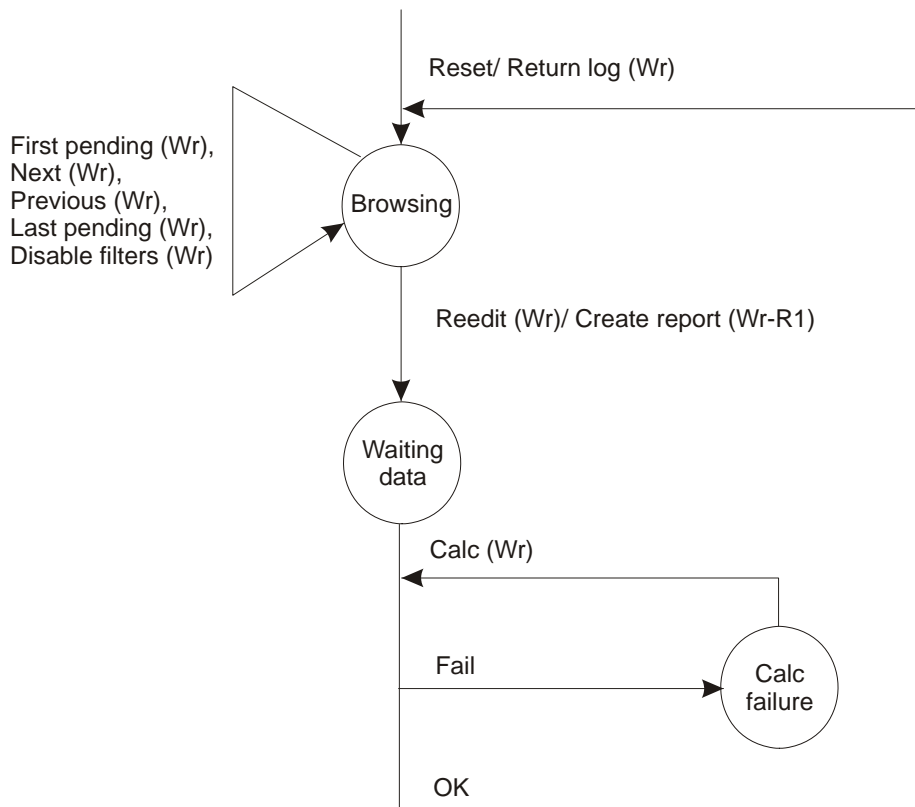 Reset/ Return log (Wr)
First pending (Wr),
Next (Wr),
Previous (Wr),
Last pending (Wr),
Disable filters (Wr)
Browsing
Reedit (Wr)/ Create report (Wr-R1)
Waiting
data
Calc (Wr)
Fail
Calc
failure
OK